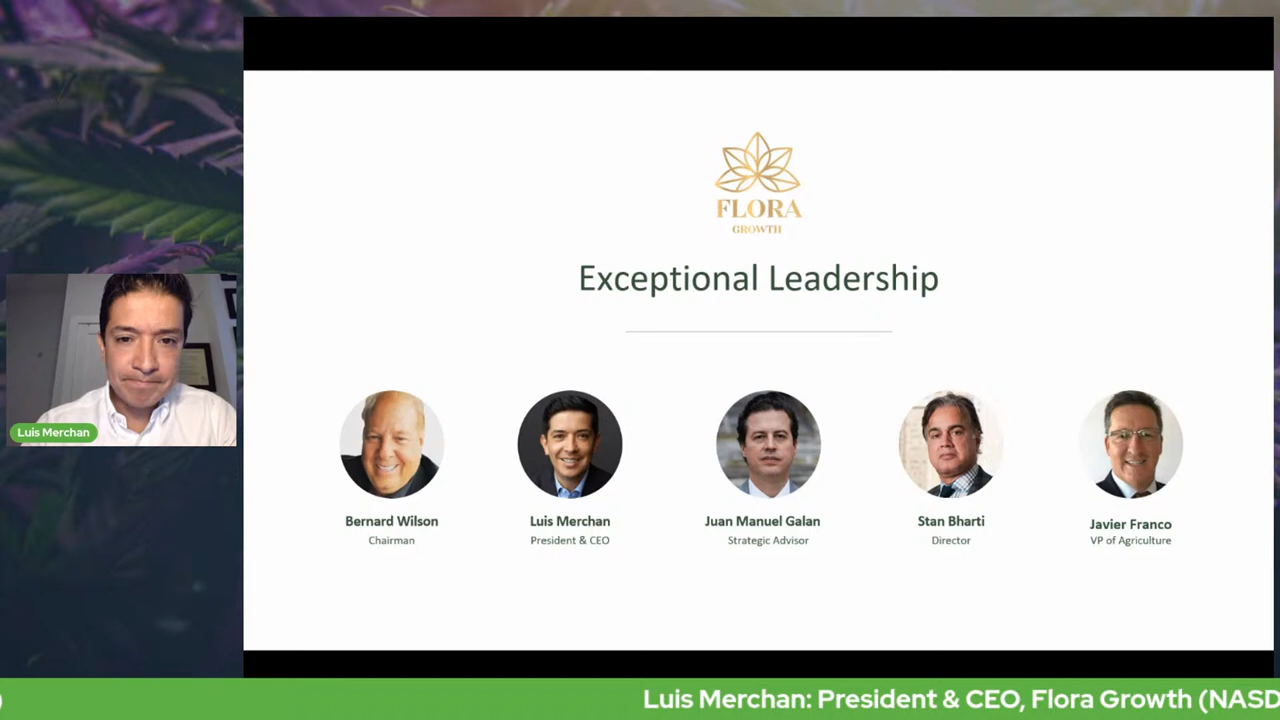 FLORA
GROWTH
Exceptional Leadership
Luis Merchan
Bernard Wilson
Chairman
Luis Merchan
President & CEO
Juan Manuel Galan
Strategic Advisor
Stan Bharti
Director
Javier Franco
VP of Agriculture
) Luis Merchan: President & CEO, Flora Growth (NASD